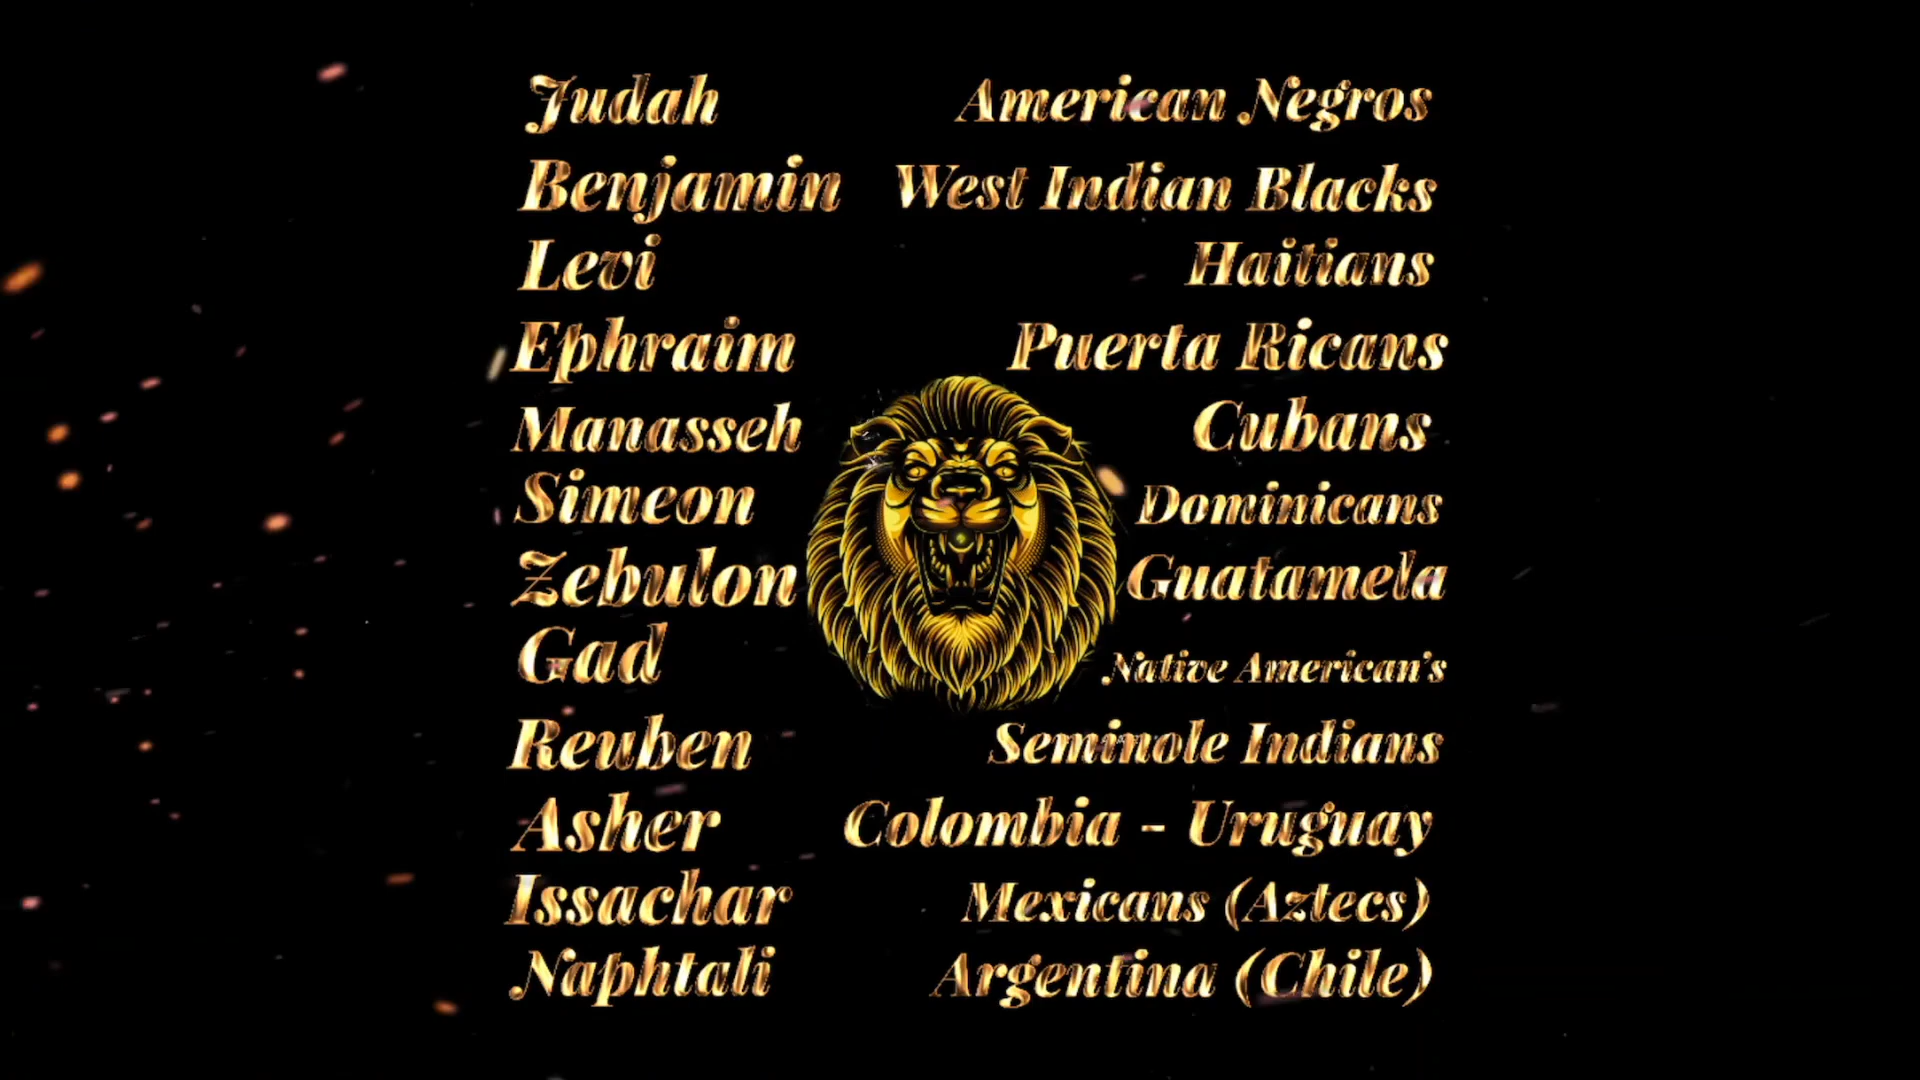 Judah American Negros
Benjamin West Indian Blacks
Levi Haitians
Ephraim Puerta Ricans
Manasseh Cubans
Simeon Dominicans
Zebulon Guatamela
Gad Native American's
Reuben Seminole Indians
Asher Colombia - Uruguay
Issachar Mexicans (Aztecs)
Naphtali Argentina (Chile)